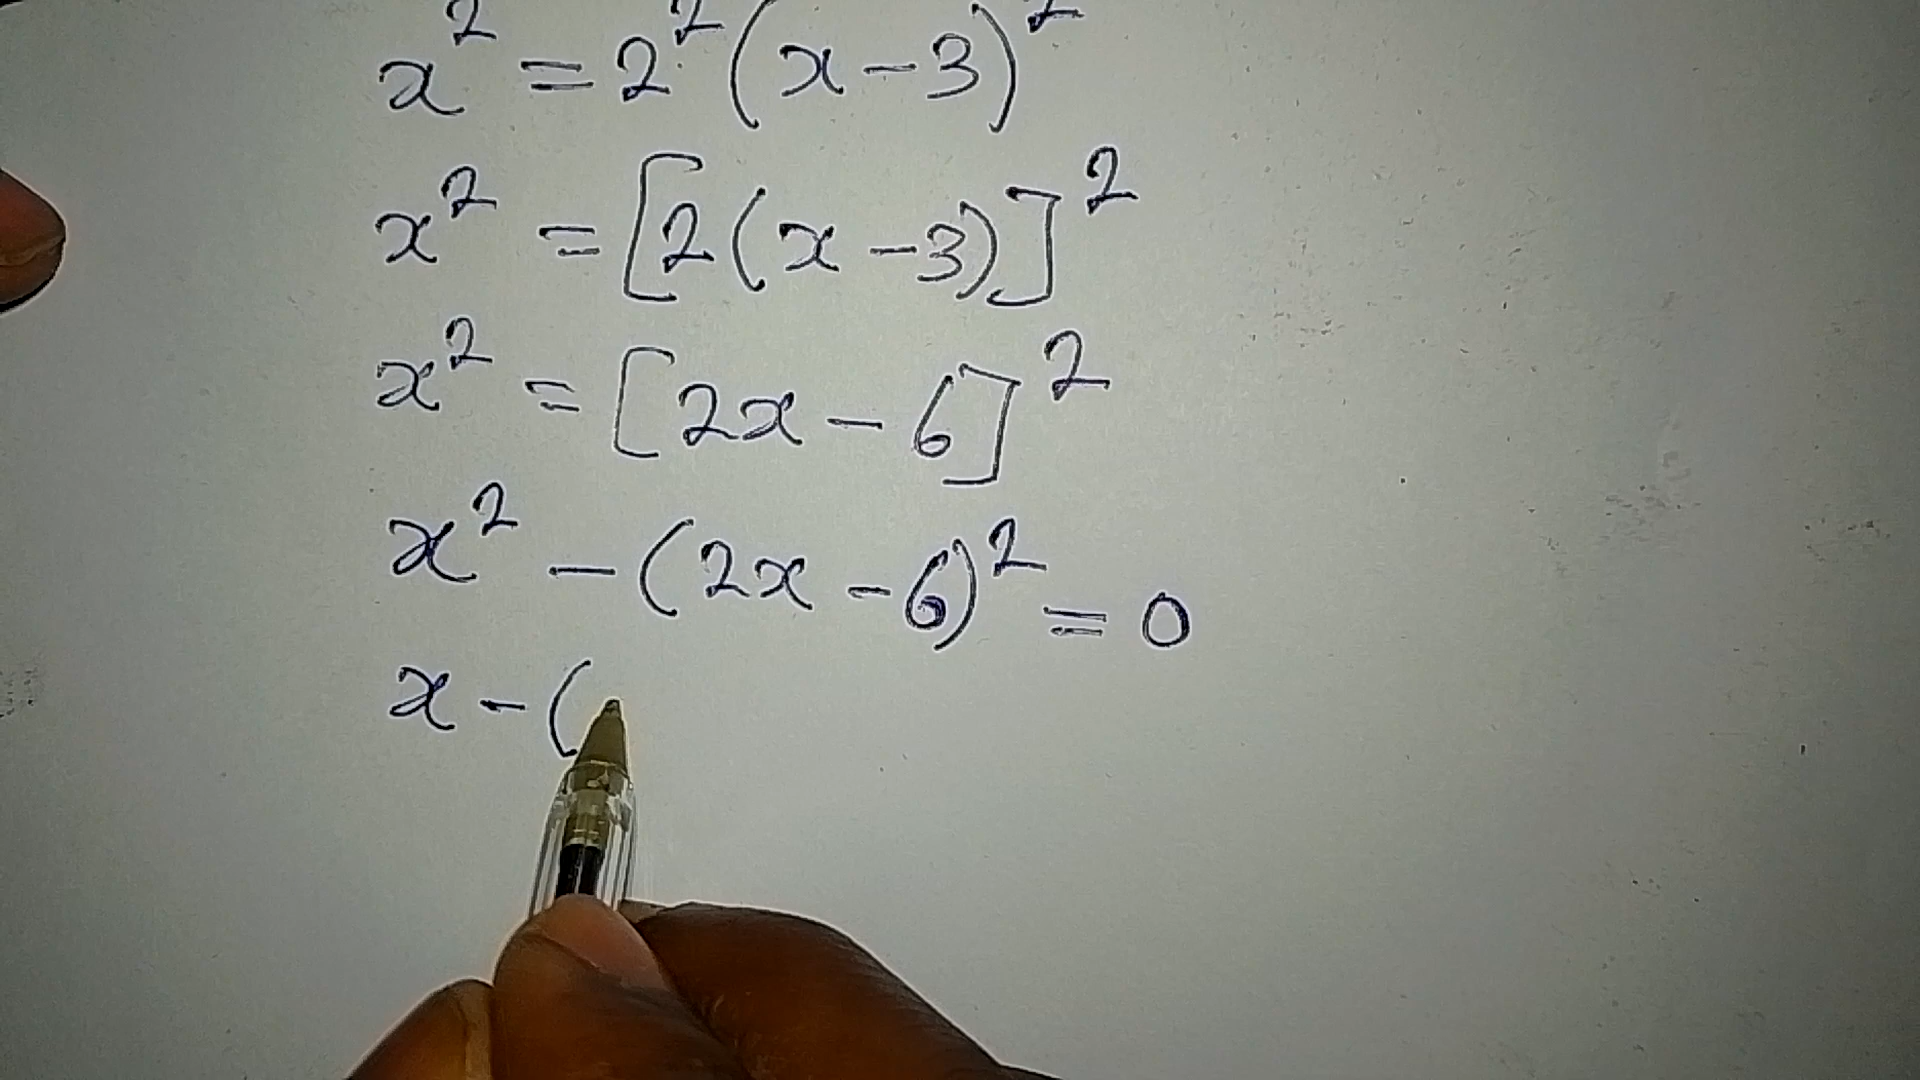 x² = 2²(x-3)²
x² = [2(x-3)]²
x² = [2x-6]²
x² - (2x-6)² = 0
x - (